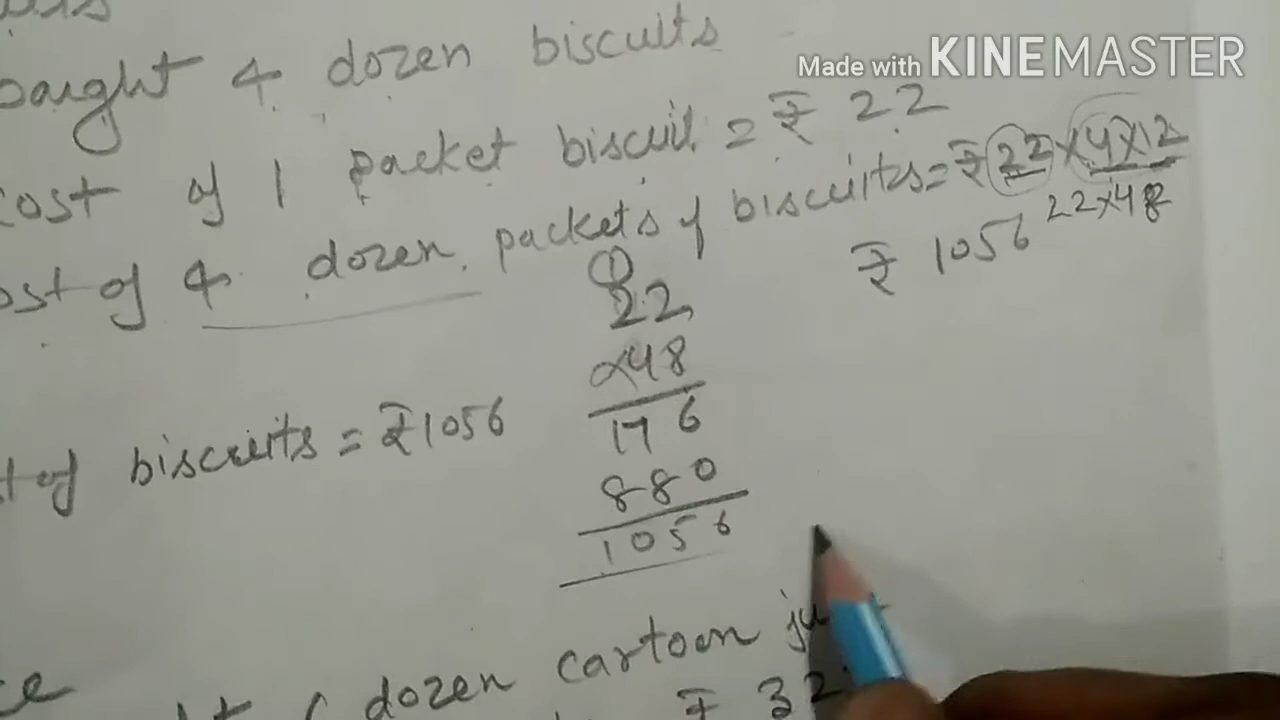 Made with KINEMASTER
bought 4 dozen biscuits
cost of 1 packet biscuit = ₹ 22
cost of 4 dozen packets of biscuits = ₹ 22 × 4 × 12
22×48
₹ 1056
1
22
×48
176
880
1056
of biscuits = ₹1056
dozen cartoon
₹ 32